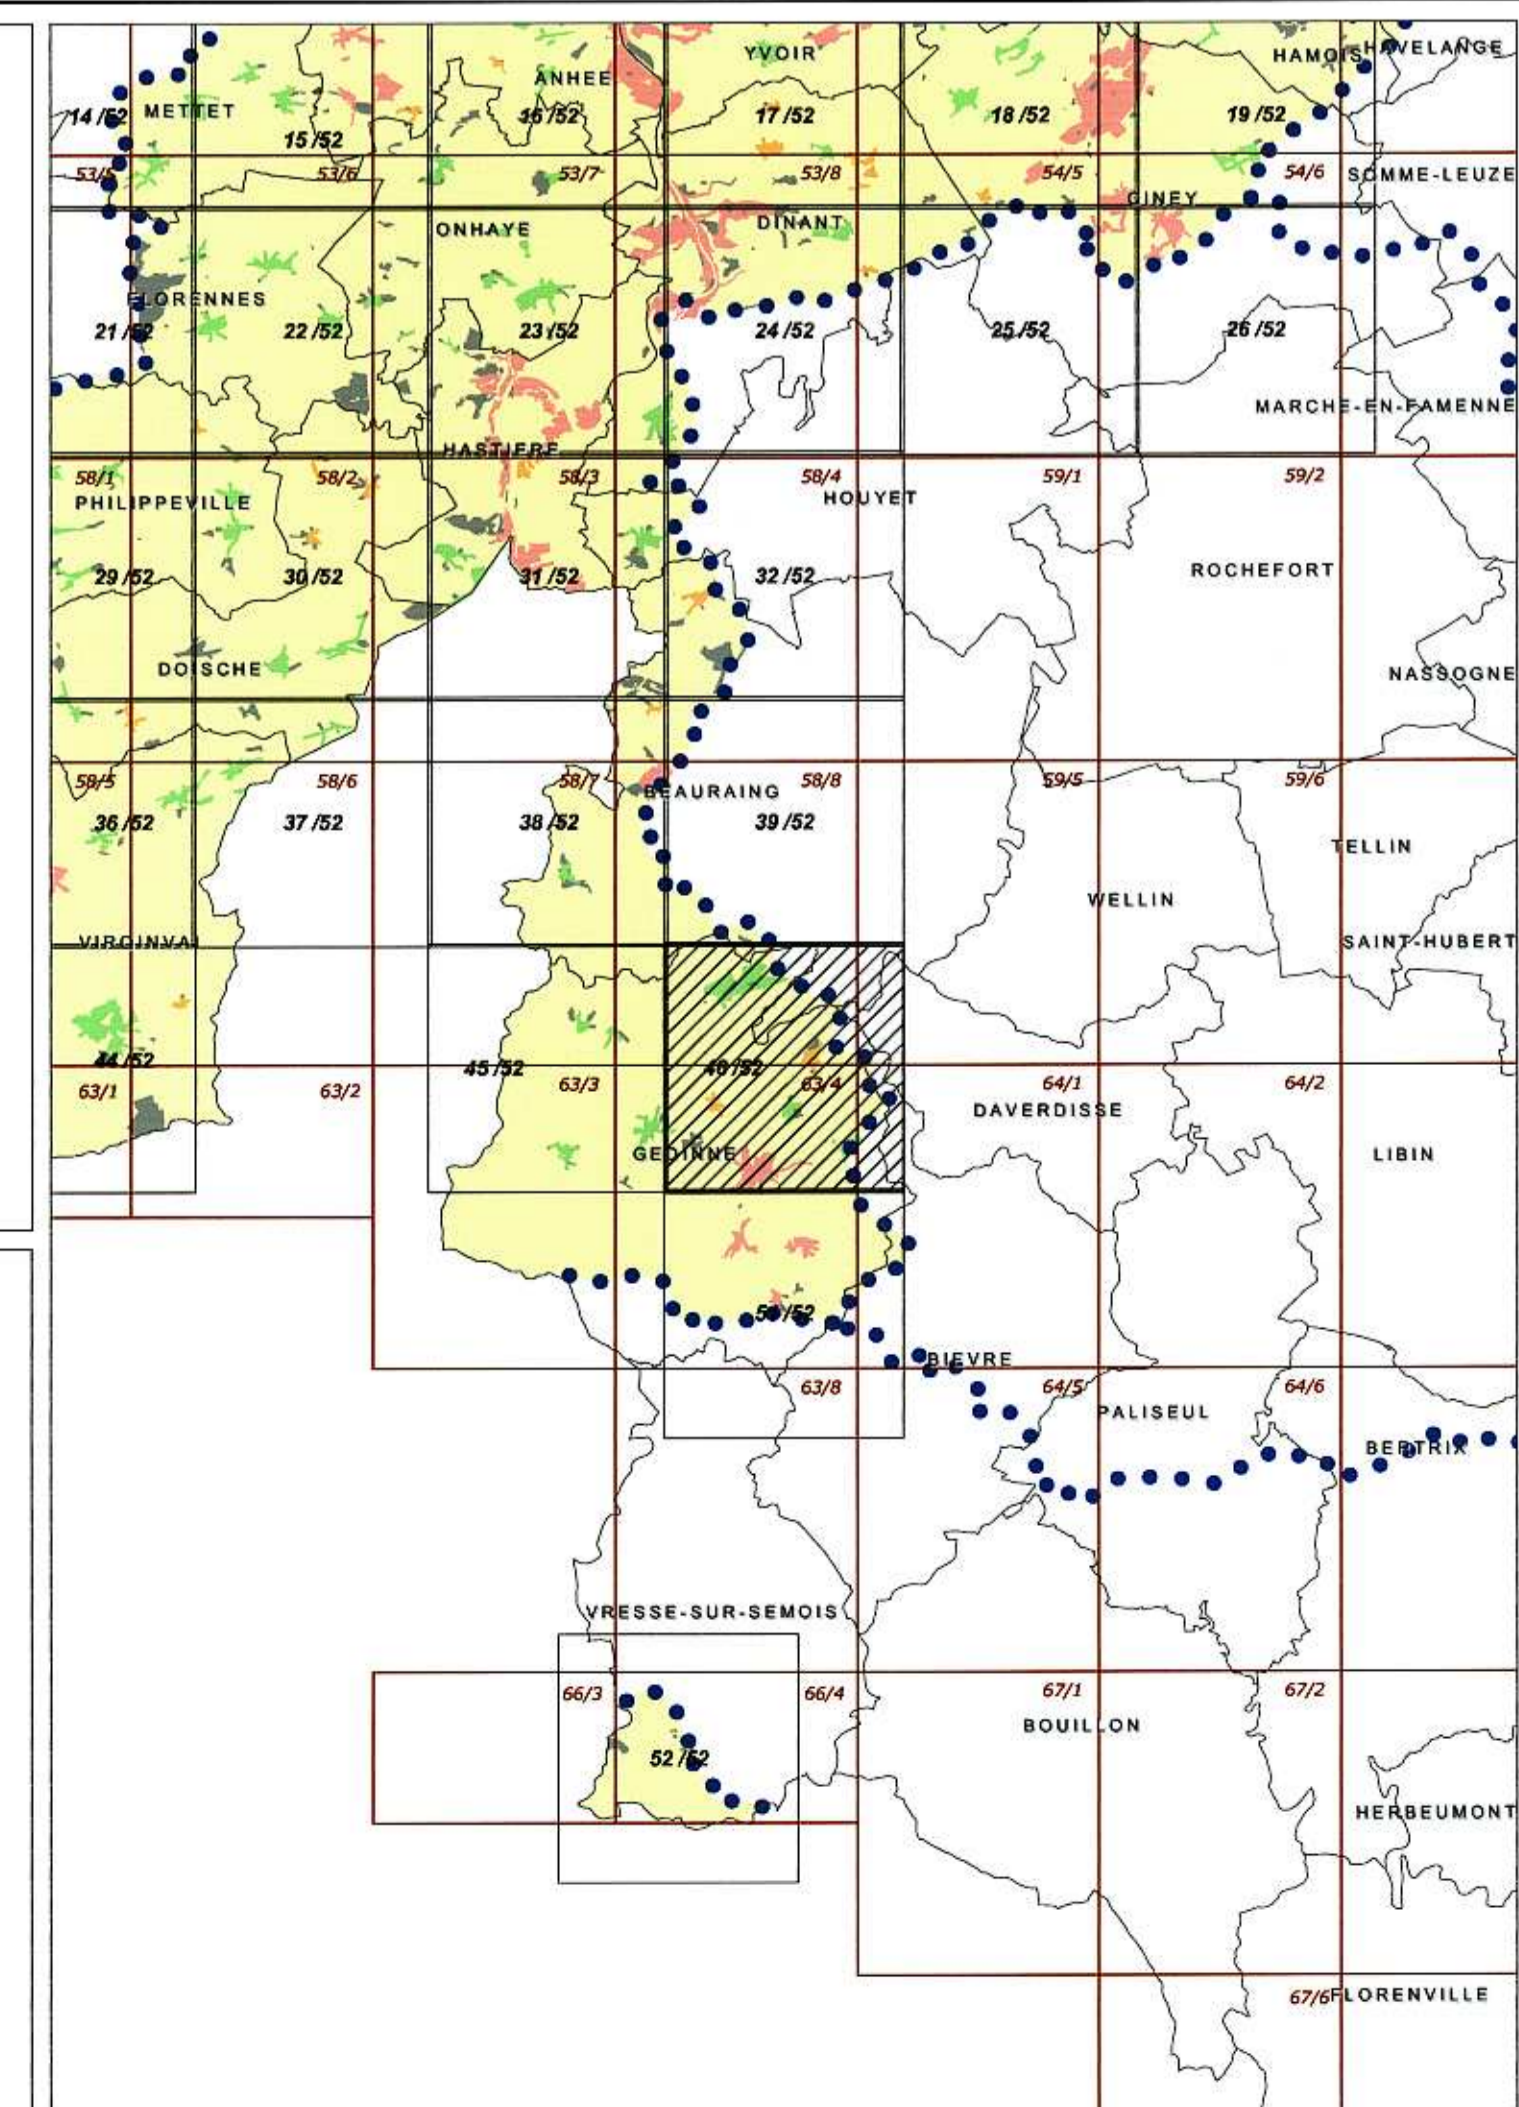 HAMOIS HAVELANGE
YVOIR
ANHEE
METTET
14 /52
16 /52
17 /52
18 /52
19 /52
15 /52
53/5
53/6
53/7
53/8
54/5
54/6
SOMME-LEUZE
CINEY
ONHAYE
DINANT
FLORENNES
21 /52
22 /52
23 /52
24 /52
25 /52
26 /52
MARCHE-EN-FAMENNE
HASTIERE
58/1
58/2
58/3
58/4
59/1
59/2
PHILIPPEVILLE
HOUYET
29 /52
30 /52
31 /52
32 /52
ROCHEFORT
DOISCHE
NASSOGNE
58/5
58/6
58/7
58/8
59/5
59/6
BEAURAING
36 /52
37 /52
38 /52
39 /52
TELLIN
WELLIN
VIROINVAL
SAINT-HUBERT
44 /52
45 /52
46 /52
63/1
63/2
63/3
63/4
64/1
64/2
DAVERDISSE
GEDINNE
LIBIN
/52
BIEVRE
63/8
64/5
64/6
PALISEUL
BERTRIX
VRESSE-SUR-SEMOIS
66/3
66/4
67/1
67/2
BOUILLON
52 /52
HERBEUMONT
67/6
FLORENVILLE